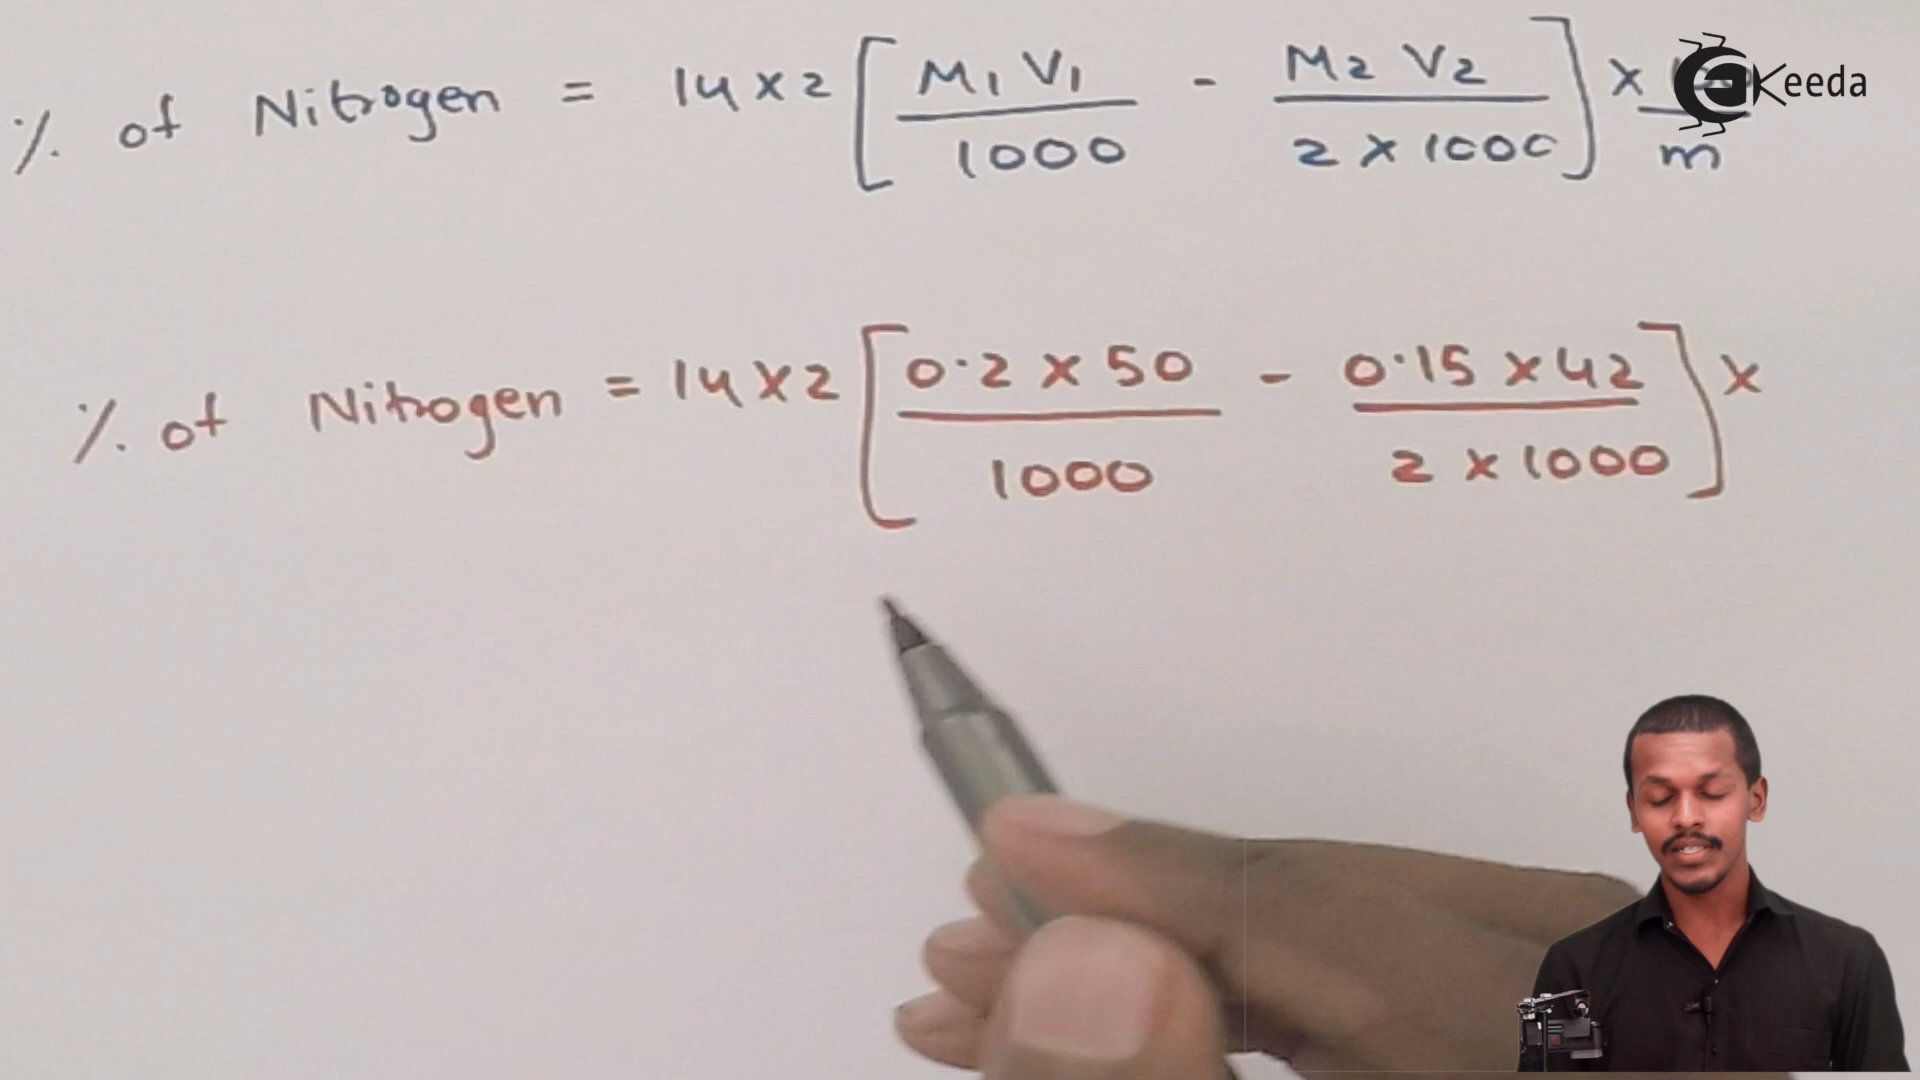 % of Nitrogen = 14 x 2 [ M1 V1 / 1000 - M2 V2 / 2 x 1000 ] x / m
Keeda
% of Nitrogen = 14 x 2 [ 0.2 x 50 / 1000 - 0.15 x 42 / 2 x 1000 ] x